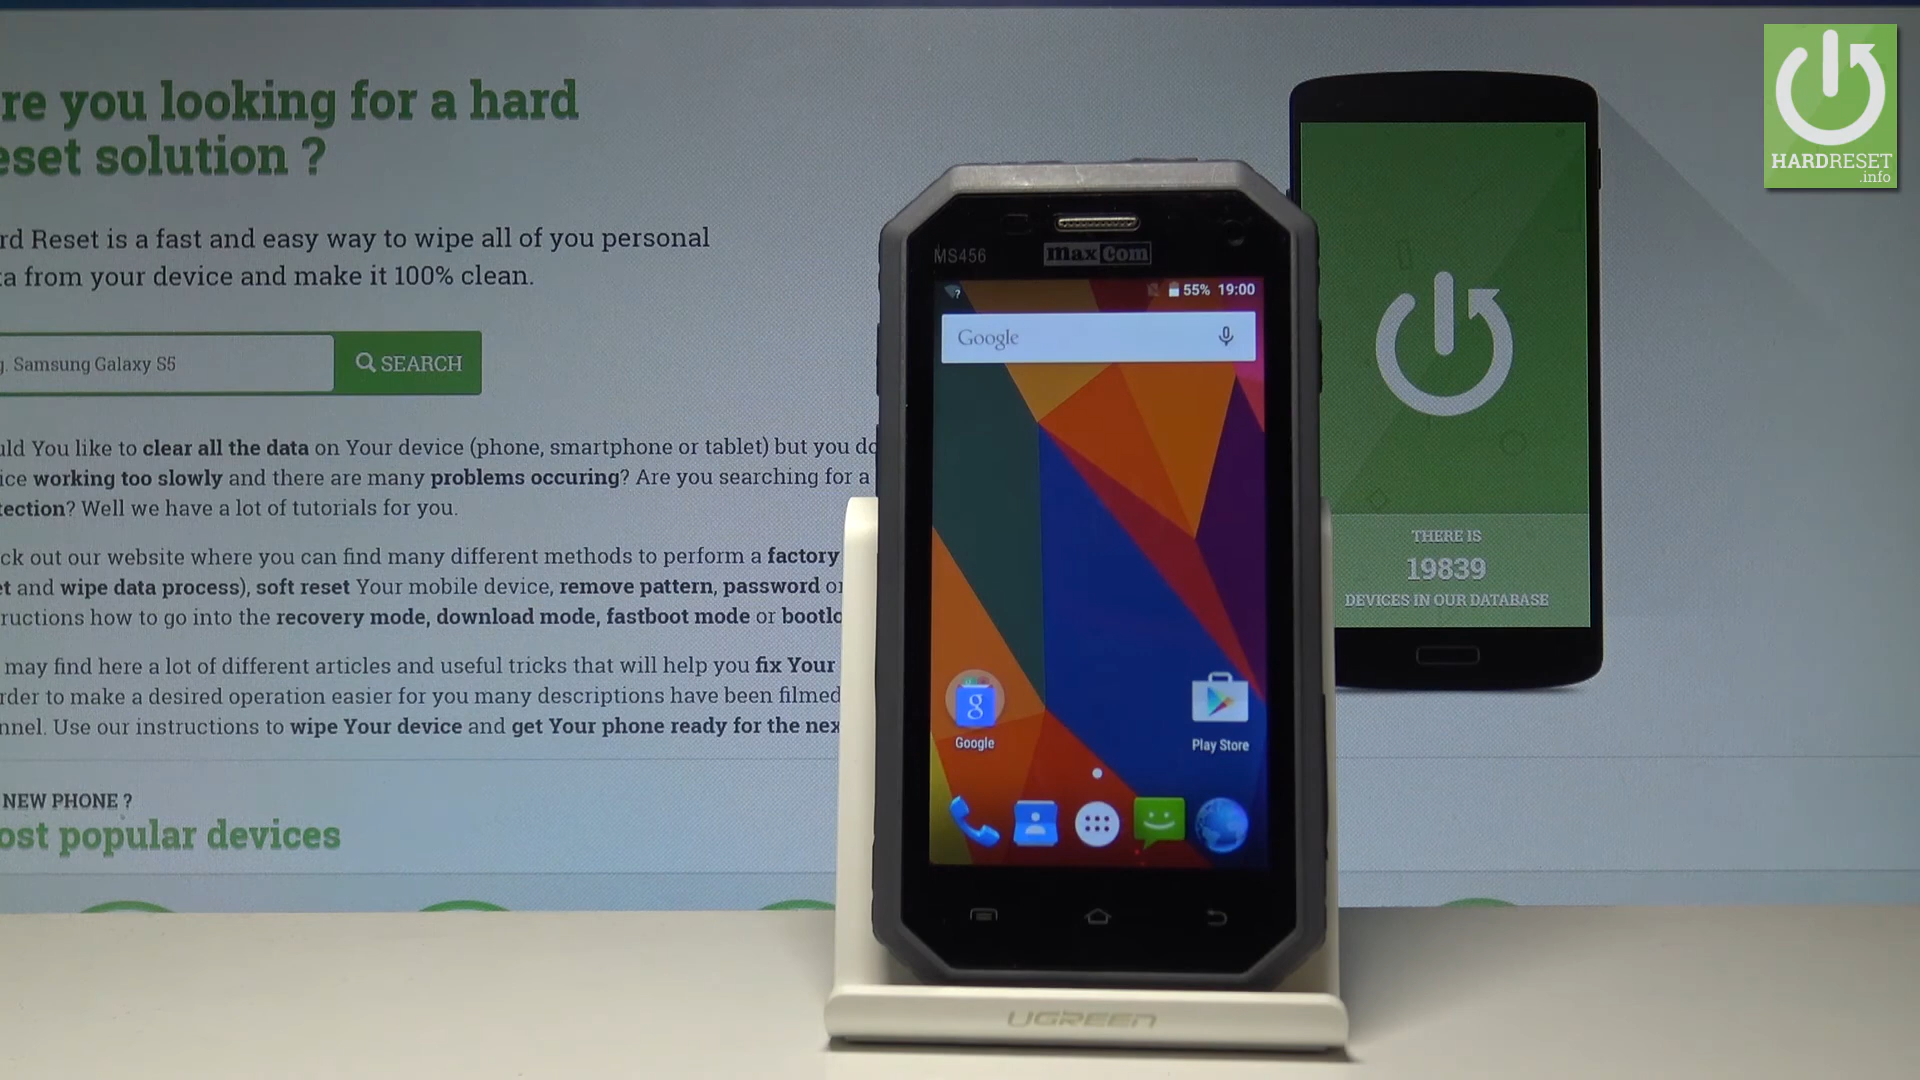 re you looking for a hard
eset solution ?
rd Reset is a fast and easy way to wipe all of you personal
a from your device and make it 100% clean.
g. Samsung Galaxy S5
SEARCH
uld You like to clear all the data on Your device (phone, smartphone or tablet) but you do
ice working too slowly and there are many problems occuring? Are you searching for a
tection? Well we have a lot of tutorials for you.
ck out our website where you can find many different methods to perform a factory
et and wipe data process), soft reset Your mobile device, remove pattern, password or
ructions how to go into the recovery mode, download mode, fastboot mode or bootlo
may find here a lot of different articles and useful tricks that will help you fix Your
rder to make a desired operation easier for you many descriptions have been filmed
nnel. Use our instructions to wipe Your device and get Your phone ready for the nex
NEW PHONE ?
ost popular devices
MS456
maxcom
55% 19:00
Google
Google
Play Store
UGREEN
THERE IS
19839
DEVICES IN OUR DATABASE
HARDRESET
.info